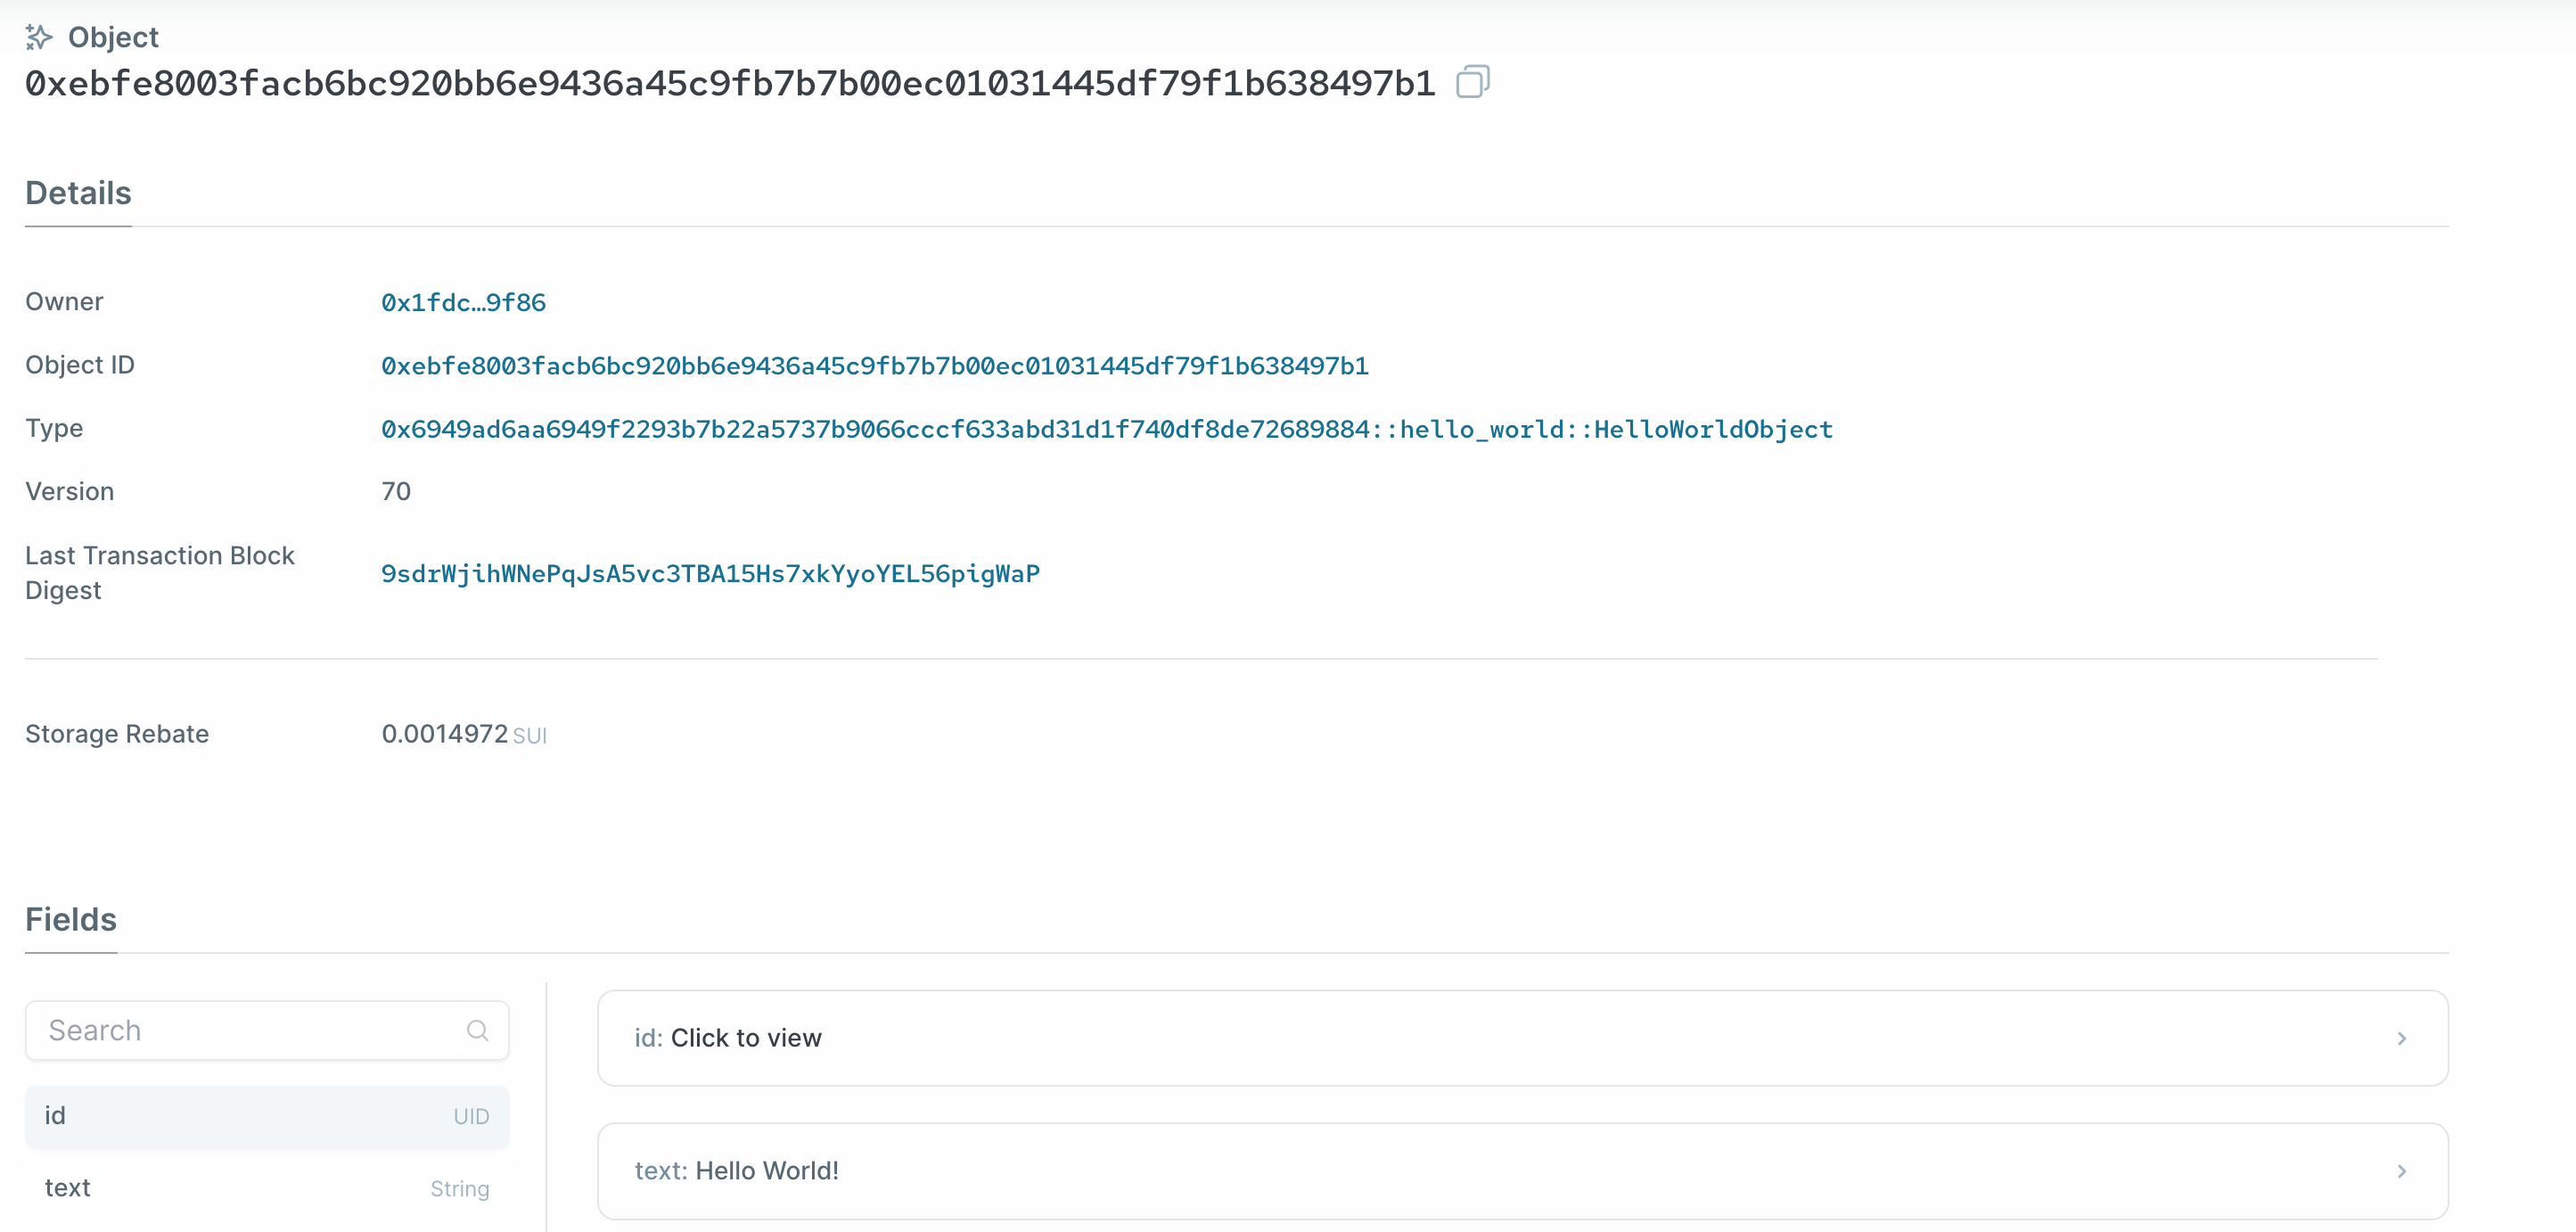 Object
0xebfe8003facb6bc920bb6e9436a45c9fb7b7b00ec01031445df79f1b638497b1
Details
Owner 0x1fdc…9f86
Object ID 0xebfe8003facb6bc920bb6e9436a45c9fb7b7b00ec01031445df79f1b638497b1
Type 0x6949ad6aa6949f2293b7b22a5737b9066cccf633abd31d1f740df8de72689884::hello_world::HelloWorldObject
Version 70
Last Transaction Block
Digest 9sdrWjihWNePqJsA5vc3TBA15Hs7xkYyoYEL56pigWaP
Storage Rebate 0.0014972 SUI
Fields
Search
id UID
text String
id: Click to view
text: Hello World!